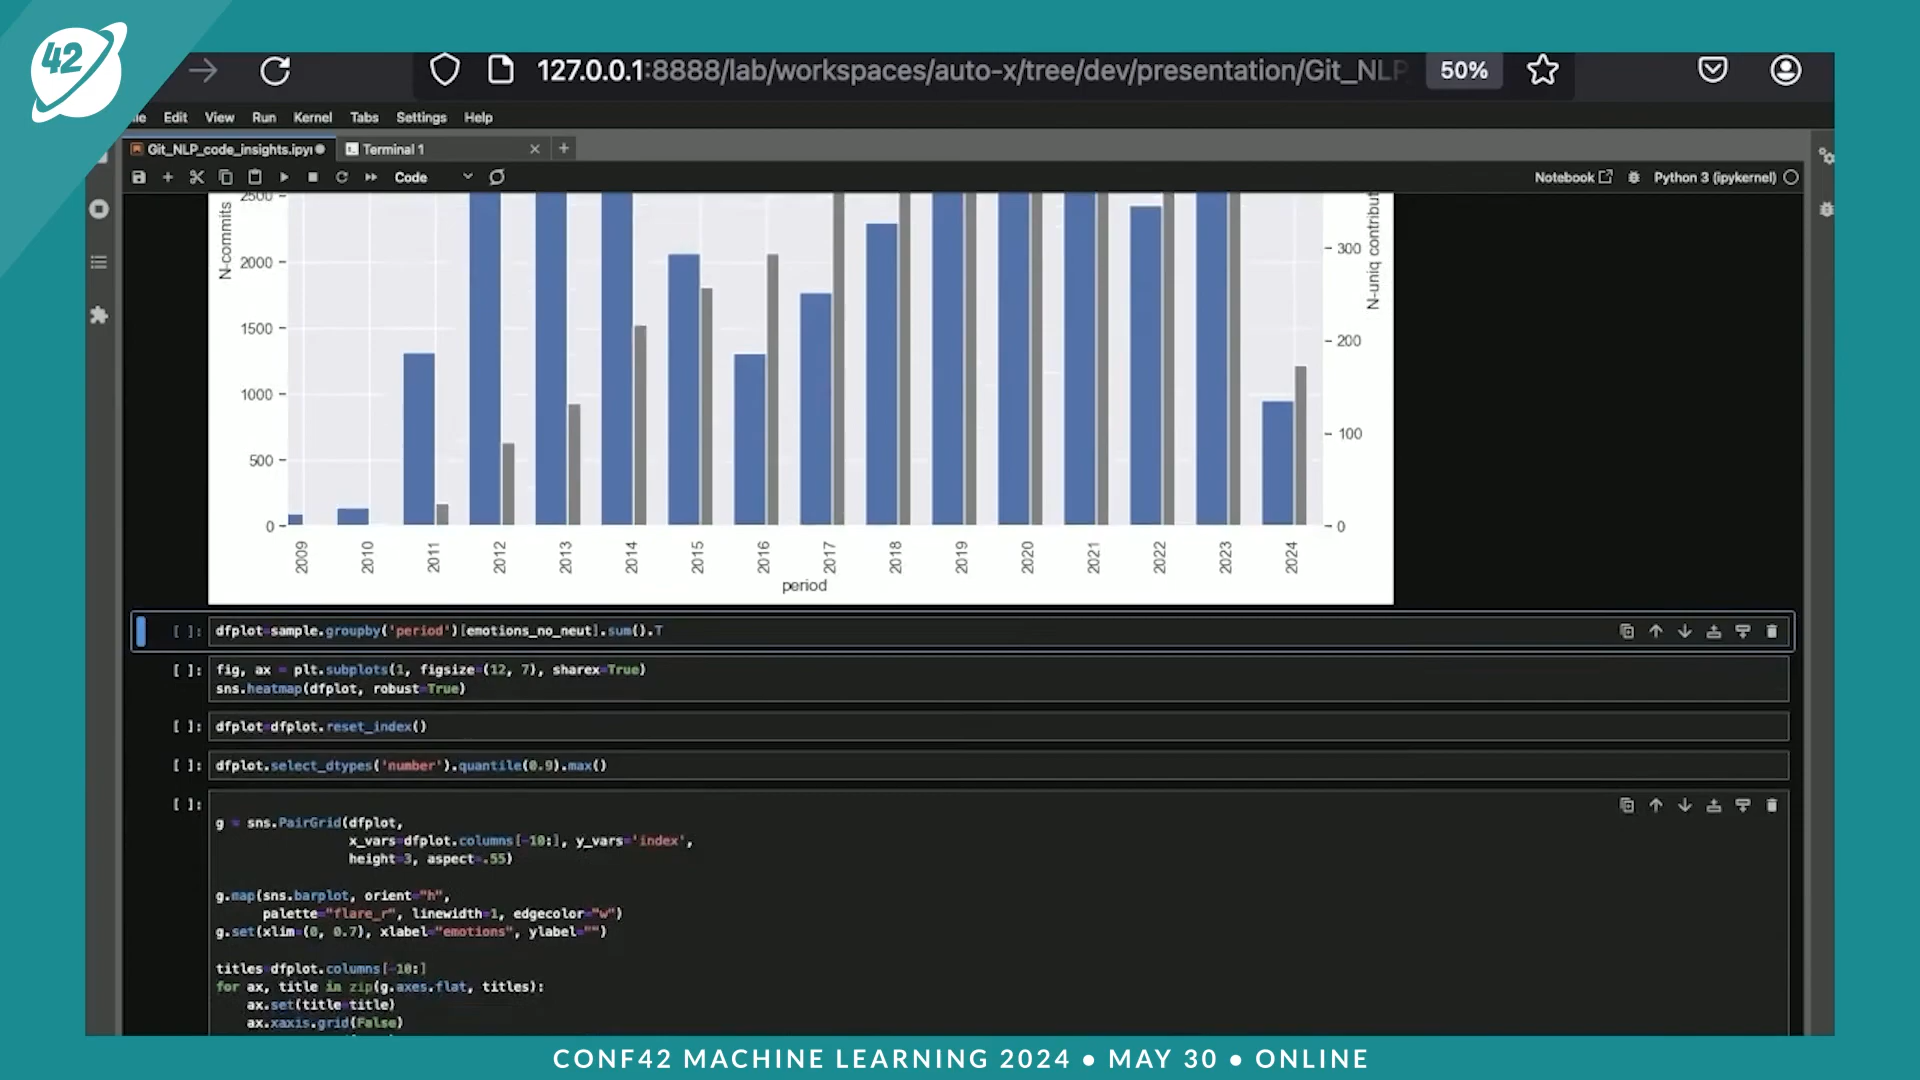 42
127.0.0.1:8888/lab/workspaces/auto-x/tree/dev/presentation/Git_NLP
50%
Edit View Run Kernel Tabs Settings Help
Git_NLP_code_insights.ipyn
Terminal 1
Code
Notebook
Python 3 (ipykernel)
N-commits
2500
2000
1500
1000
500
0
N-uniq contribut
300
200
100
0
2009 2010 2011 2012 2013 2014 2015 2016 2017 2018 2019 2020 2021 2022 2023 2024
period
[ ]: dfplot=sample.groupby('period')[emotions_no_neut].sum().T
[ ]: fig, ax = plt.subplots(1, figsize=(12, 7), sharex=True)
sns.heatmap(dfplot, robust=True)
[ ]: dfplot=dfplot.reset_index()
[ ]: dfplot.select_dtypes('number').quantile(0.9).max()
[ ]:
g = sns.PairGrid(dfplot,
x_vars=dfplot.columns[-10:], y_vars='index',
height=3, aspect=.55)
g.map(sns.barplot, orient="h",
palette="flare_r", linewidth=1, edgecolor="w")
g.set(xlim=(0, 0.7), xlabel="emotions", ylabel="")
titles=dfplot.columns[-10:]
for ax, title in zip(g.axes.flat, titles):
ax.set(title=title)
ax.xaxis.grid(False)
CONF42 MACHINE LEARNING 2024 • MAY 30 • ONLINE